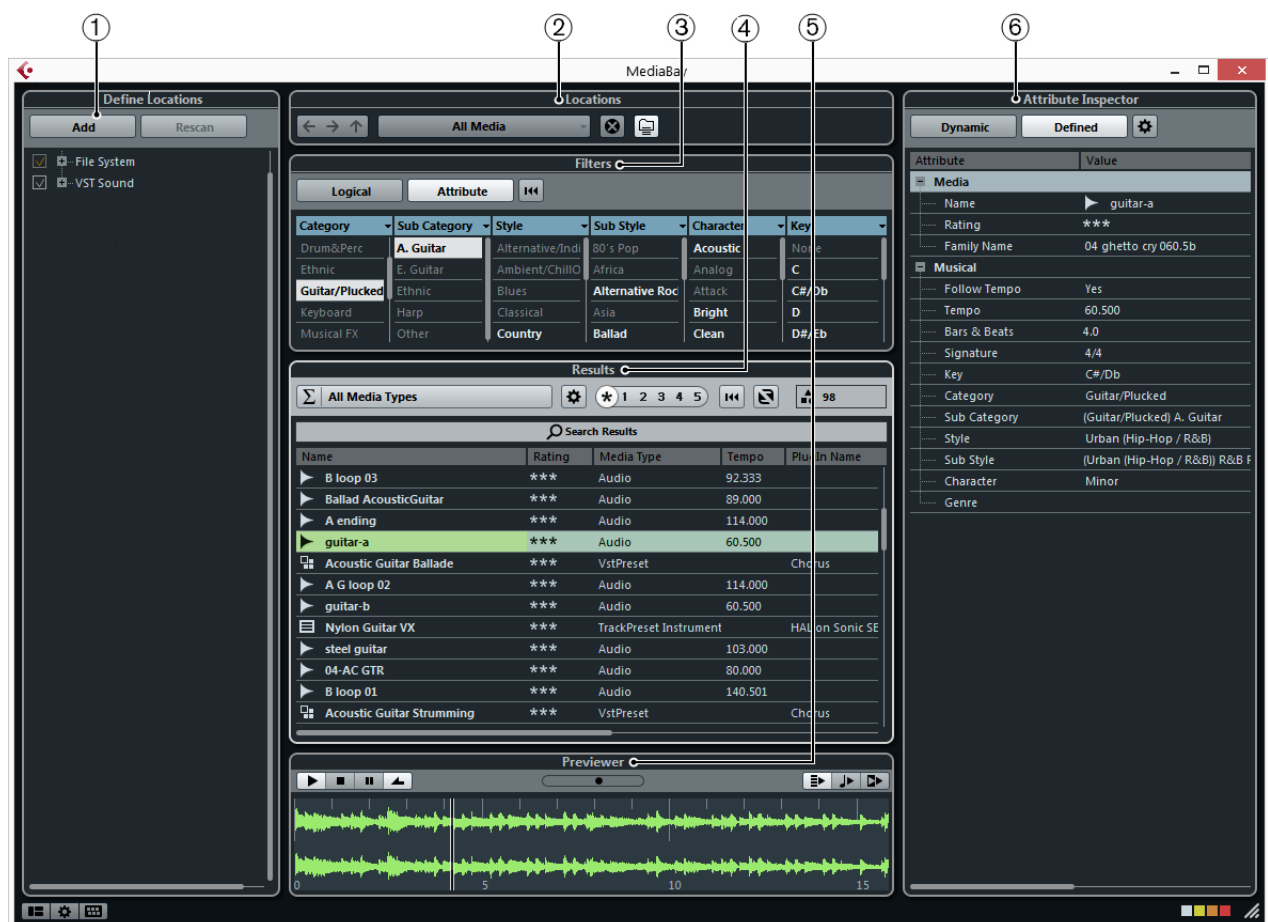 1 2 3 4 5 6
MediaBay
Define Locations
Add Rescan
File System
VST Sound
Locations
All Media
Filters
Logical Attribute
Category Sub Category Style Sub Style Character Key
Drum&Perc A. Guitar Alternative/Indi 80's Pop Acoustic None
Ethnic E. Guitar Ambient/ChillO Africa Analog C
Guitar/Plucked Ethnic Blues Alternative Roc Attack C#/Db
Keyboard Harp Classical Asia Bright D
Musical FX Other Country Ballad Clean D#/Eb
Results
Σ All Media Types * 1 2 3 4 5 98
Search Results
Name Rating Media Type Tempo PlugIn Name
B loop 03 *** Audio 92.333
Ballad AcousticGuitar *** Audio 89.000
A ending *** Audio 114.000
guitar-a *** Audio 60.500
Acoustic Guitar Ballade *** VstPreset Chorus
A G loop 02 *** Audio 114.000
guitar-b *** Audio 60.500
Nylon Guitar VX *** TrackPreset Instrument HALion Sonic SE
steel guitar *** Audio 103.000
04-AC GTR *** Audio 80.000
B loop 01 *** Audio 140.501
Acoustic Guitar Strumming *** VstPreset Chorus
Previewer
0 5 10 15
Attribute Inspector
Dynamic Defined
Attribute Value
Media
Name guitar-a
Rating ***
Family Name 04 ghetto cry 060.5b
Musical
Follow Tempo Yes
Tempo 60.500
Bars & Beats 4.0
Signature 4/4
Key C#/Db
Category Guitar/Plucked
Sub Category (Guitar/Plucked) A. Guitar
Style Urban (Hip-Hop / R&B)
Sub Style (Urban (Hip-Hop / R&B)) R&B F
Character Minor
Genre